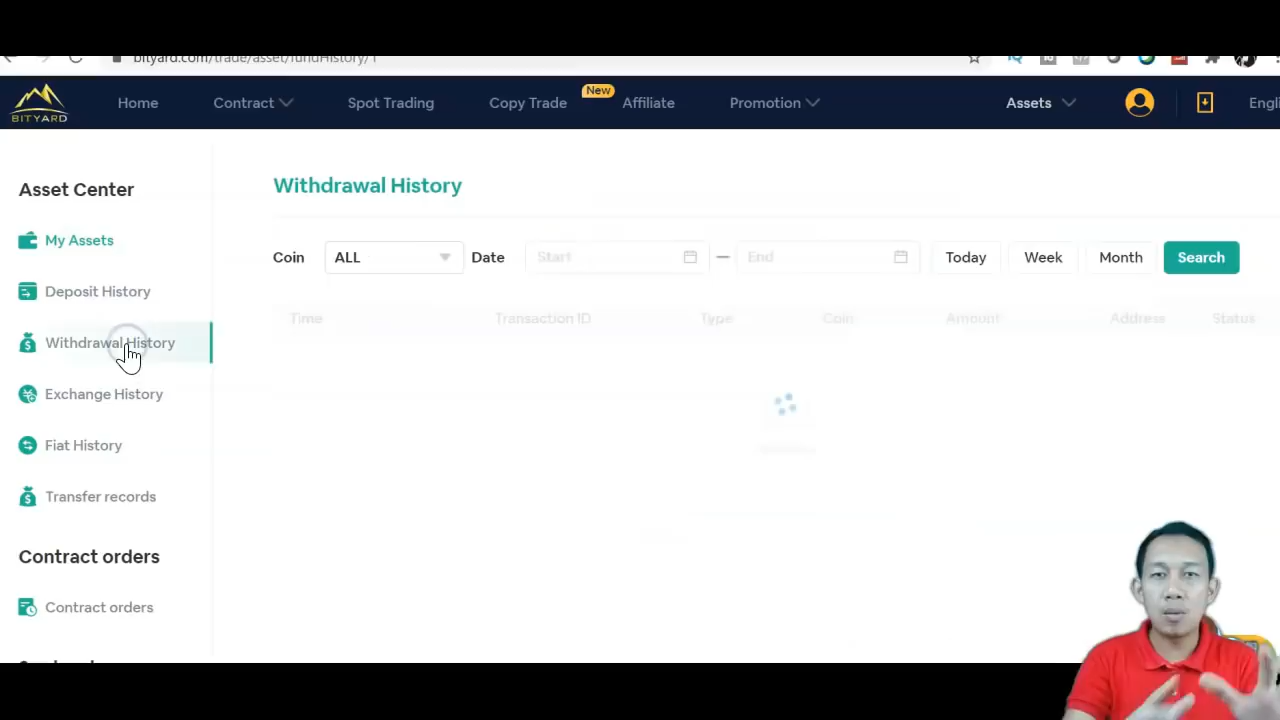 bityard.com/trade/asset/fundHistory/1
BITYARD
Home
Contract
Spot Trading
Copy Trade
New
Affiliate
Promotion
Assets
Engli
Asset Center
My Assets
Deposit History
Withdrawal History
Exchange History
Fiat History
Transfer records
Contract orders
Contract orders
Withdrawal History
Coin ALL Date Start — End Today Week Month Search
Time Transaction ID Type Coin Amount Address Status